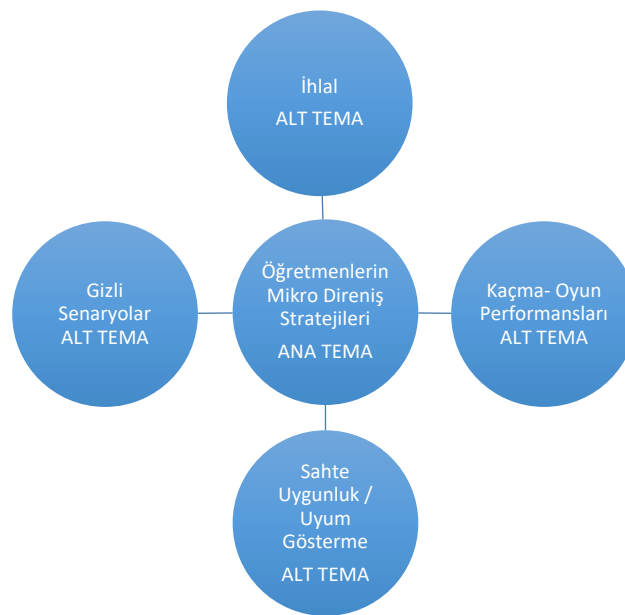 İhlal
ALT TEMA
Gizli
Senaryolar
ALT TEMA
Öğretmenlerin
Mikro Direniş
Stratejileri
ANA TEMA
Kaçma- Oyun
Performansları
ALT TEMA
Sahte
Uygunluk /
Uyum
Gösterme
ALT TEMA